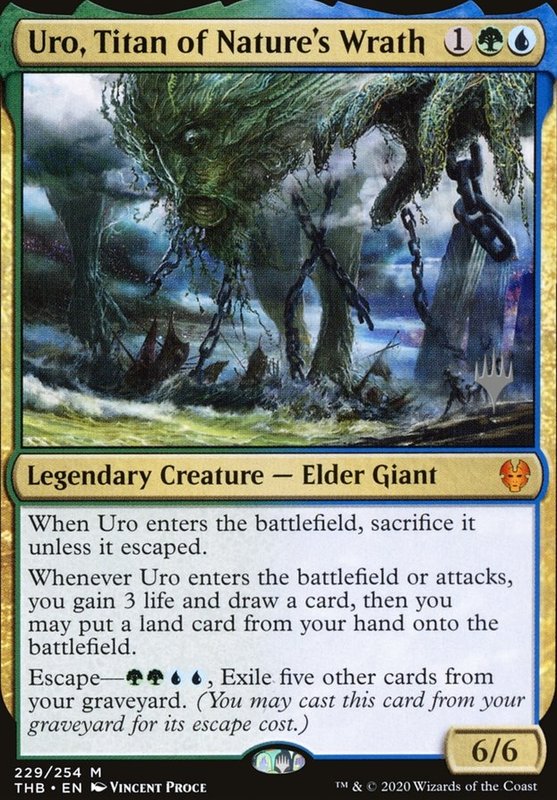 Uro, Titan of Nature's Wrath 1
Legendary Creature — Elder Giant
When Uro enters the battlefield, sacrifice it
unless it escaped.
Whenever Uro enters the battlefield or attacks,
you gain 3 life and draw a card, then you
may put a land card from your hand onto the
battlefield.
Escape—, Exile five other cards from
your graveyard. (You may cast this card from your
graveyard for its escape cost.)
6/6
229/254 M
THB • EN Vincent Proce
™ & © 2020 Wizards of the Coast